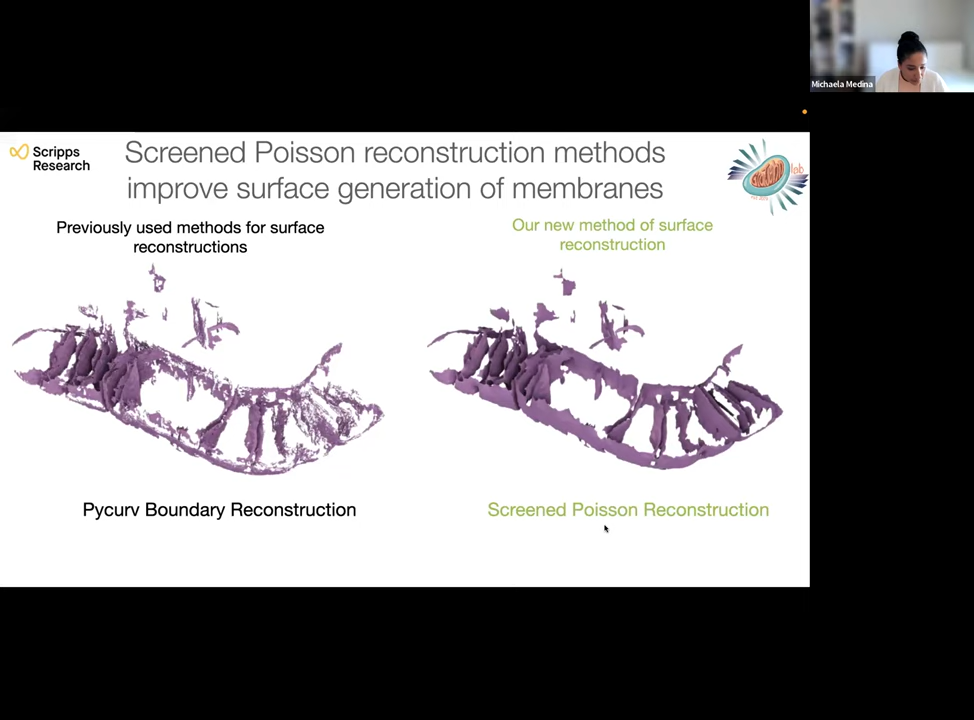 Michaela Medina
Scripps
Research
Screened Poisson reconstruction methods
improve surface generation of membranes
lab
Previously used methods for surface
reconstructions
Our new method of surface
reconstruction
Pycurv Boundary Reconstruction
Screened Poisson Reconstruction